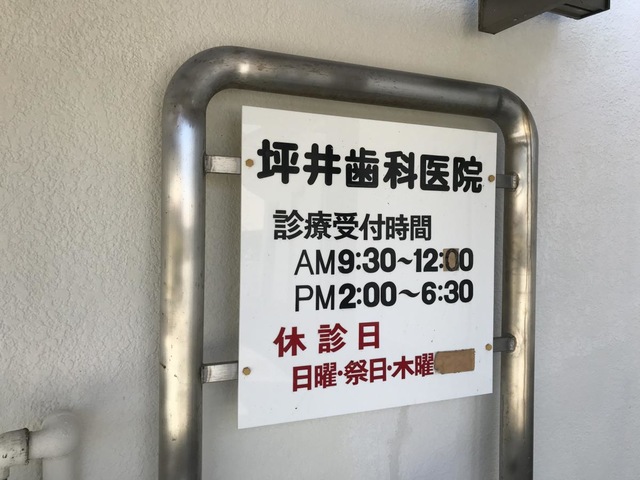 坪井歯科医院
診療受付時間
AM9:30〜12:00
PM2:00〜6:30
休診日
日曜・祭日・木曜